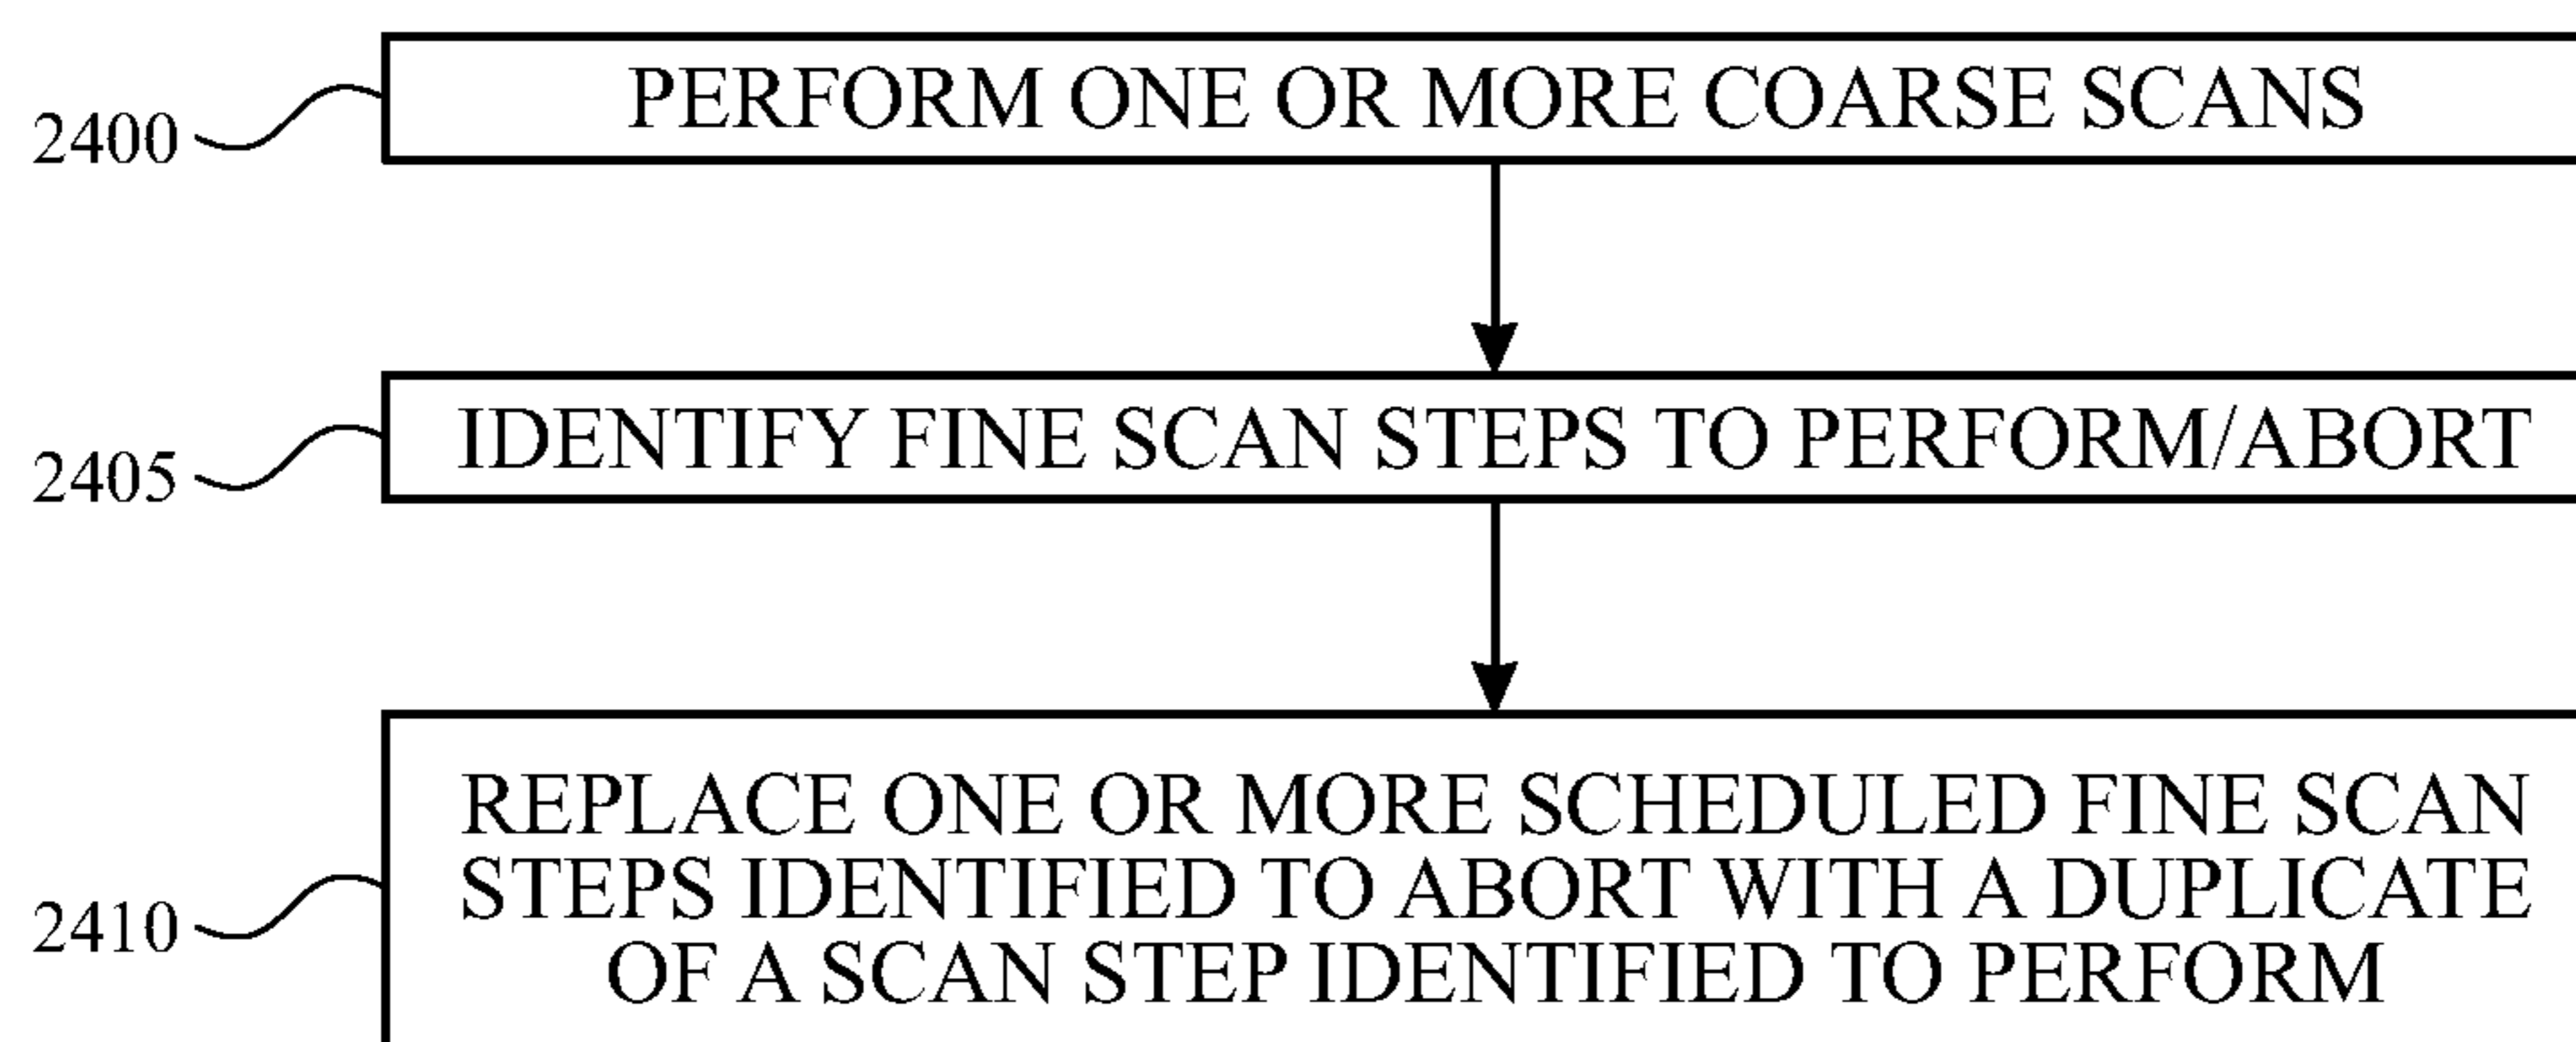 2400
PERFORM ONE OR MORE COARSE SCANS
2405
IDENTIFY FINE SCAN STEPS TO PERFORM/ABORT
2410
REPLACE ONE OR MORE SCHEDULED FINE SCAN
STEPS IDENTIFIED TO ABORT WITH A DUPLICATE
OF A SCAN STEP IDENTIFIED TO PERFORM